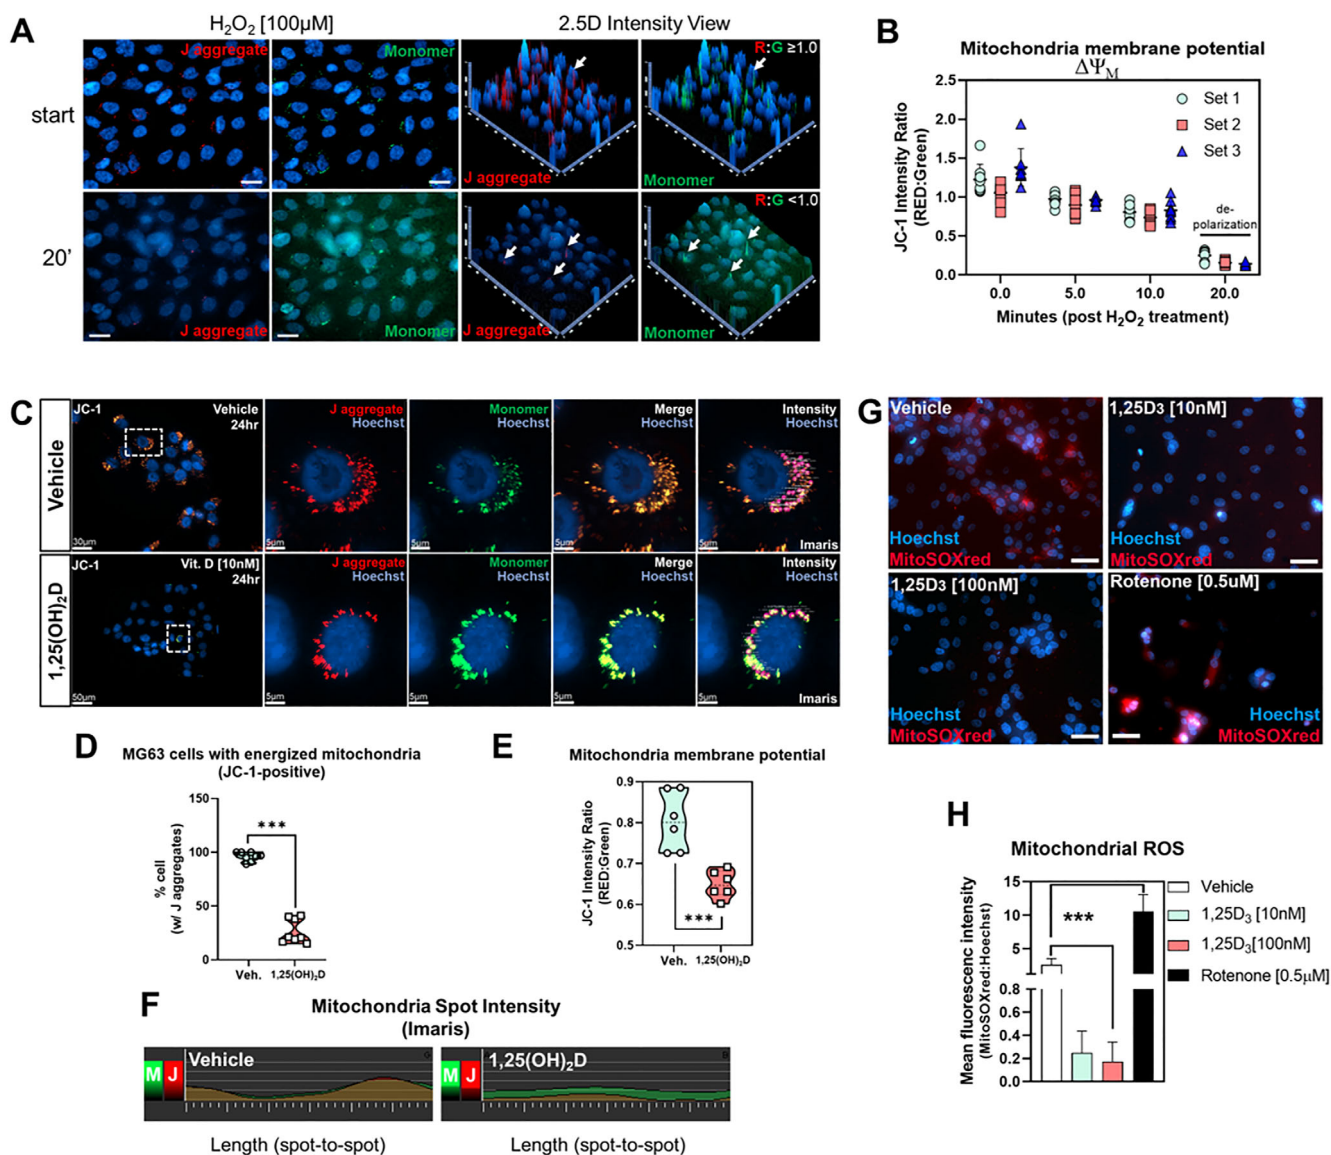 A
H₂O₂ [100µM]
2.5D Intensity View
start
J aggregate
Monomer
R:G ≥1.0
J aggregate
Monomer
20'
R:G <1.0
J aggregate
Monomer
J aggregate
Monomer
B
Mitochondria membrane potential
ΔΨM
JC-1 Intensity Ratio
(RED:Green)
2.5
2.0
1.5
1.0
0.5
0.0
Set 1
Set 2
Set 3
de-
polarization
0.0
5.0
10.0
20.0
Minutes (post H₂O₂ treatment)
C
Vehicle
JC-1
Vehicle
24hr
30µm
J aggregate
Hoechst
5µm
Monomer
Hoechst
5µm
Merge
Hoechst
5µm
Intensity
Hoechst
5µm
Imaris
1,25(OH)₂D
JC-1
Vit. D [10nM]
24hr
50µm
J aggregate
Hoechst
5µm
Monomer
Hoechst
5µm
Merge
Hoechst
5µm
Intensity
Hoechst
5µm
Imaris
D
MG63 cells with energized mitochondria
(JC-1-positive)
% cell
(w/ J aggregates)
150
100
50
0
***
Veh.
1,25(OH)₂D
E
Mitochondria membrane potential
JC-1 Intensity Ratio
(RED:Green)
0.9
0.8
0.7
0.6
0.5
***
Veh.
1,25(OH)₂D
F
Mitochondria Spot Intensity
(Imaris)
M
J
Vehicle
M
J
1,25(OH)₂D
Length (spot-to-spot)
Length (spot-to-spot)
G
Vehicle
Hoechst
MitoSOXred
1,25D₃ [10nM]
Hoechst
MitoSOXred
1,25D₃ [100nM]
Hoechst
MitoSOXred
Rotenone [0.5uM]
Hoechst
MitoSOXred
H
Mitochondrial ROS
Mean fluorescenc intensity
(MitoSOXred:Hoechst)
15
10
5
0.8
0.6
0.4
0.2
0.0
***
Vehicle
1,25D₃ [10nM]
1,25D₃[100nM]
Rotenone [0.5µM]